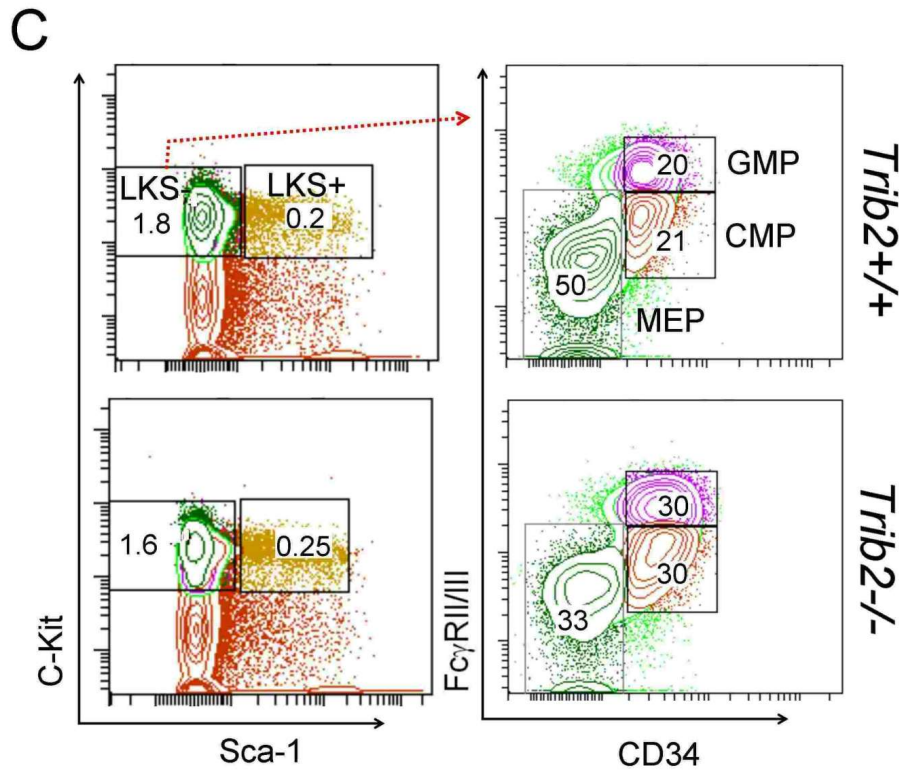 C
LKS-
1.8
LKS+
0.2
20
GMP
21
CMP
50
MEP
Trib2+/+
1.6
0.25
30
30
33
Trib2-/-
C-Kit
Sca-1
FcγRII/III
CD34